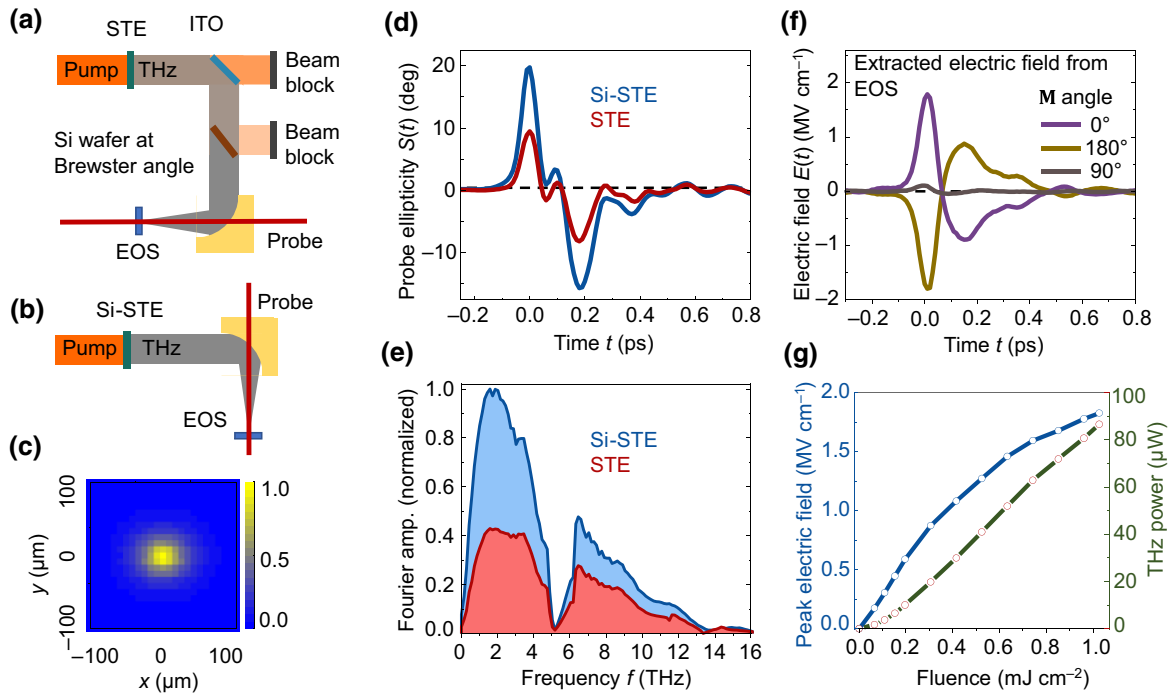 (a)
STE
ITO
Pump
THz
Beam
block
Si wafer at
Brewster angle
Beam
block
EOS
Probe
(b)
Si-STE
Probe
Pump
THz
EOS
(c)
100
0
−100
y (μm)
−100
0
100
x (μm)
1.0
0.5
0.0
(d)
Probe ellipticity S(t) (deg)
20
10
0
−10
Si-STE
STE
−0.2
0.0
0.2
0.4
0.6
0.8
Time t (ps)
(e)
Fourier amp. (normalized)
1.0
0.8
0.6
0.4
0.2
0.0
Si-STE
STE
0
2
4
6
8
10
12
14
16
Frequency f (THz)
(f)
Electric field E(t) (MV cm⁻¹)
2
1
0
−1
−2
Extracted electric field from
EOS
M angle
0°
180°
90°
−0.2
0.0
0.2
0.4
0.6
0.8
Time t (ps)
(g)
Peak electric field (MV cm⁻¹)
2.0
1.5
1.0
0.5
0.0
100
80
60
40
20
0
THz power (μW)
0.0
0.2
0.4
0.6
0.8
1.0
Fluence (mJ cm⁻²)